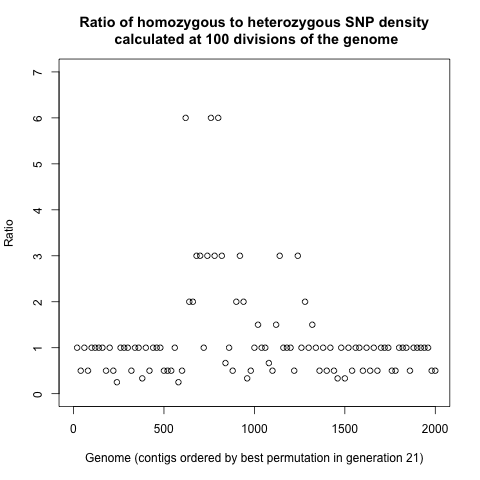 Ratio of homozygous to heterozygous SNP density
calculated at 100 divisions of the genome
Ratio
7
6
5
4
3
2
1
0
0 500 1000 1500 2000
Genome (contigs ordered by best permutation in generation 21)